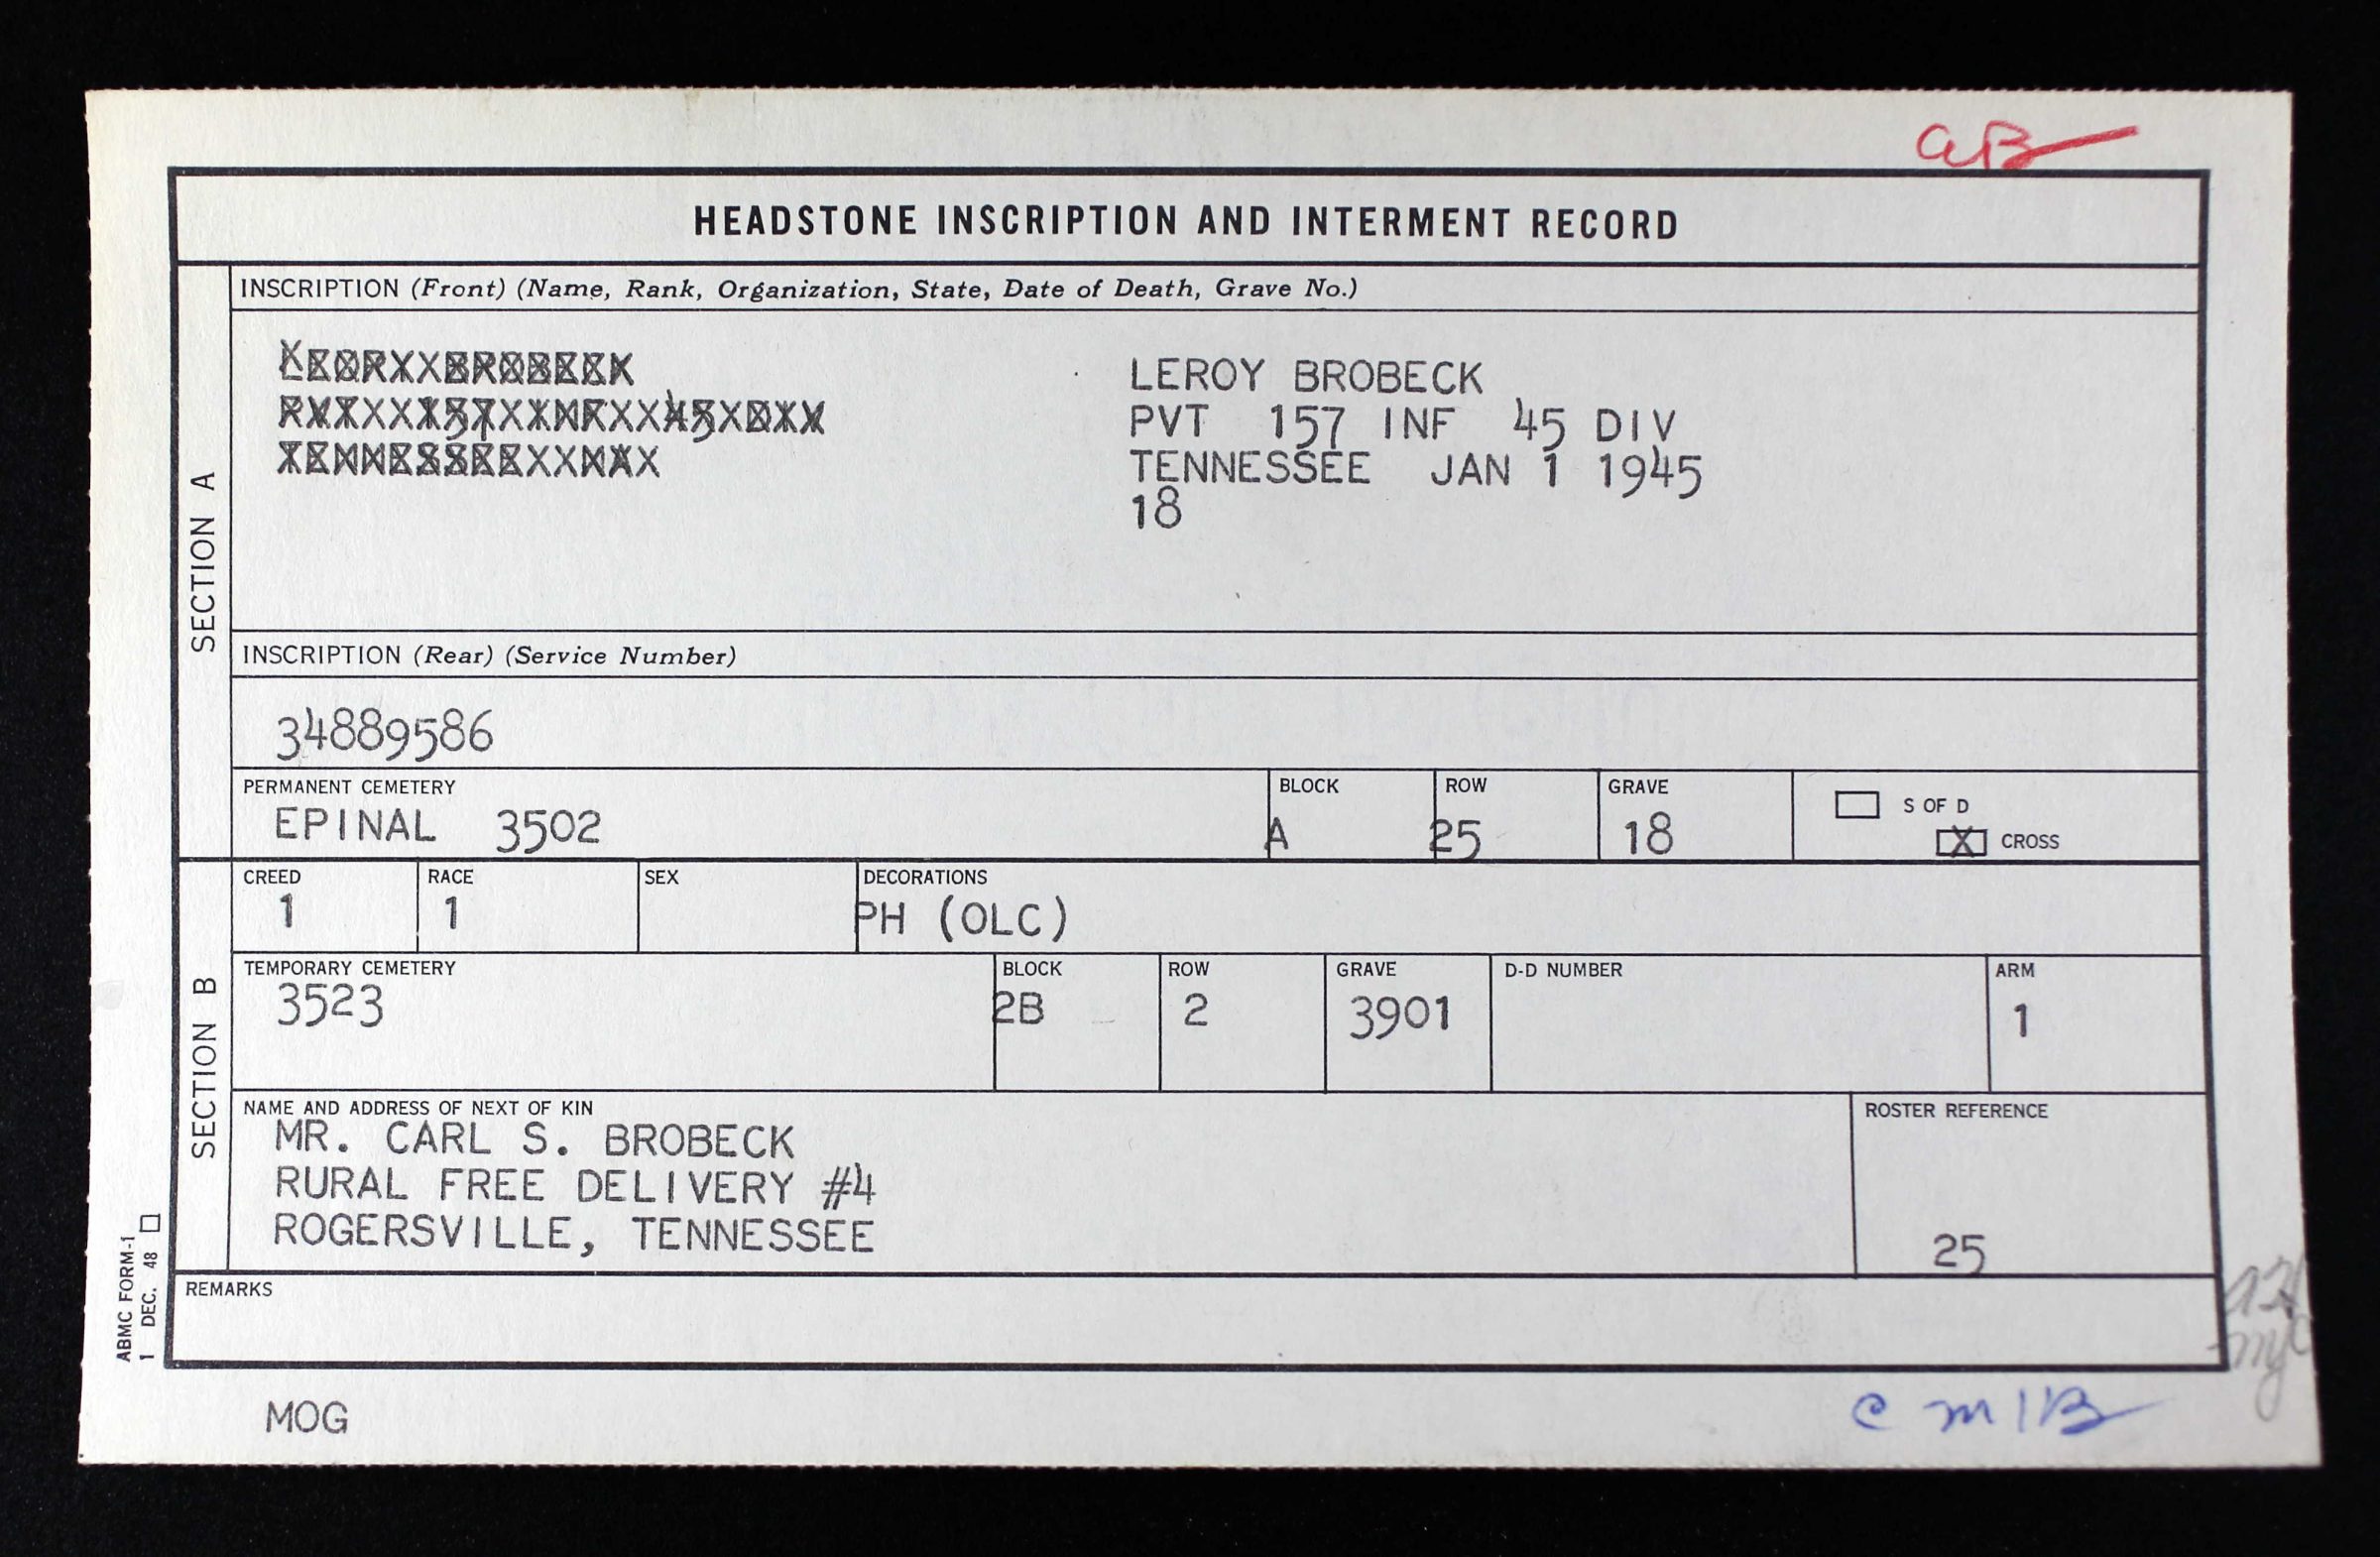 aB
HEADSTONE INSCRIPTION AND INTERMENT RECORD
SECTION A
INSCRIPTION (Front) (Name, Rank, Organization, State, Date of Death, Grave No.)
LEROY BROBECK
PVT 157 INF 45 DIV
TENNESSEE JAN 1 1945
18
INSCRIPTION (Rear) (Service Number)
34889586
PERMANENT CEMETERY BLOCK ROW GRAVE
EPINAL 3502 A 25 18
S OF D
X CROSS
SECTION B
CREED RACE SEX DECORATIONS
1 1 PH (OLC)
TEMPORARY CEMETERY BLOCK ROW GRAVE D-D NUMBER ARM
3523 2B 2 3901 1
NAME AND ADDRESS OF NEXT OF KIN ROSTER REFERENCE
MR. CARL S. BROBECK
RURAL FREE DELIVERY #4
ROGERSVILLE, TENNESSEE
25
REMARKS
ABMC FORM-1
1 DEC. 48
MOG